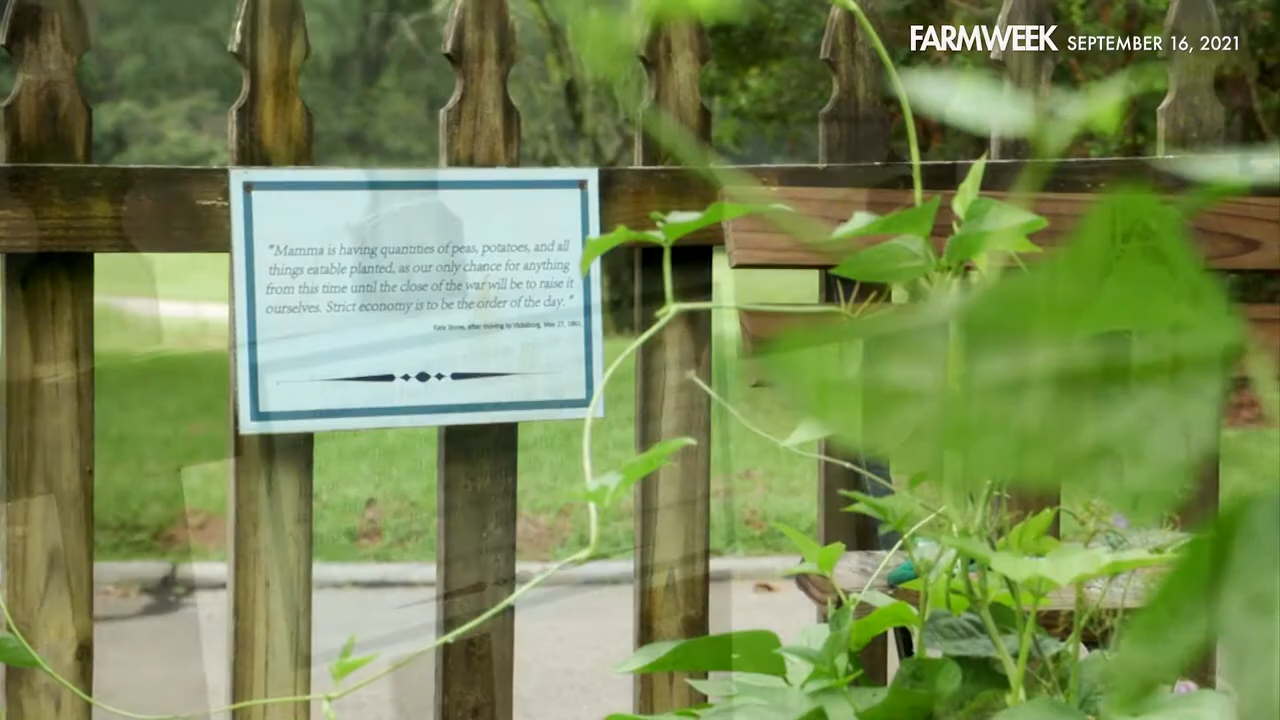 FARMWEEK SEPTEMBER 16, 2021
"Mamma is having quantities of peas, potatoes, and all
things eatable planted, as our only chance for anything
from this time until the close of the war will be to raise it
ourselves. Strict economy is to be the order of the day."
Kate Stone, after moving to Vicksburg, May 27,